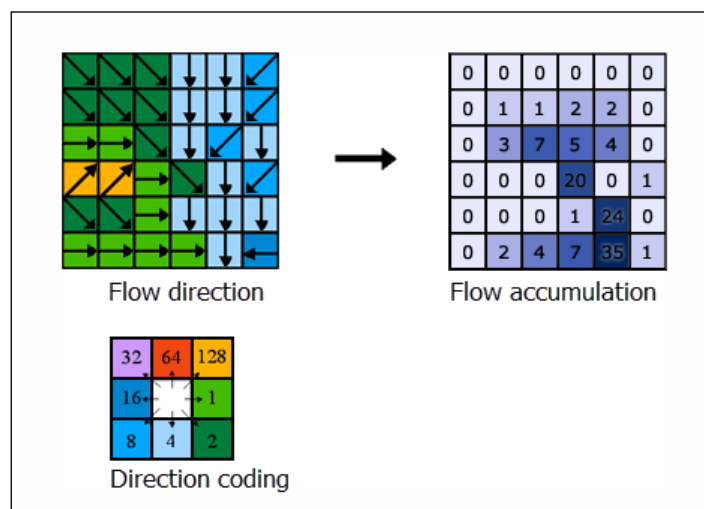 0 0 0 0 0 0
0 1 1 2 2 0
0 3 7 5 4 0
0 0 0 20 0 1
0 0 0 1 24 0
0 2 4 7 35 1
Flow direction
Flow accumulation
32 64 128
16 1
8 4 2
Direction coding